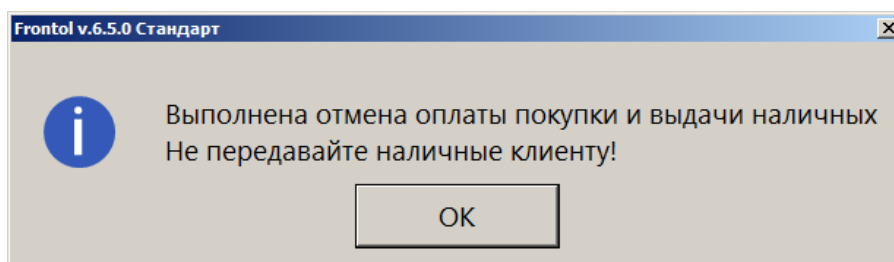 Frontol v.6.5.0 Стандарт
Выполнена отмена оплаты покупки и выдачи наличных
Не передавайте наличные клиенту!
OK